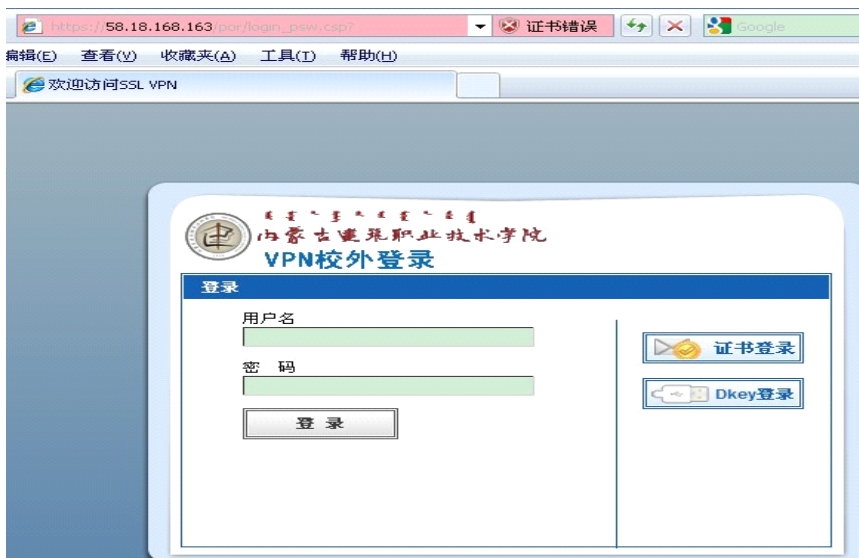 https://58.18.168.163/por/login_psw.csp?
证书错误
Google
编辑(E) 查看(V) 收藏夹(A) 工具(T) 帮助(H)
欢迎访问SSL VPN
内蒙古建筑职业技术学院
VPN校外登录
登录
用户名
密 码
登 录
证书登录
Dkey登录